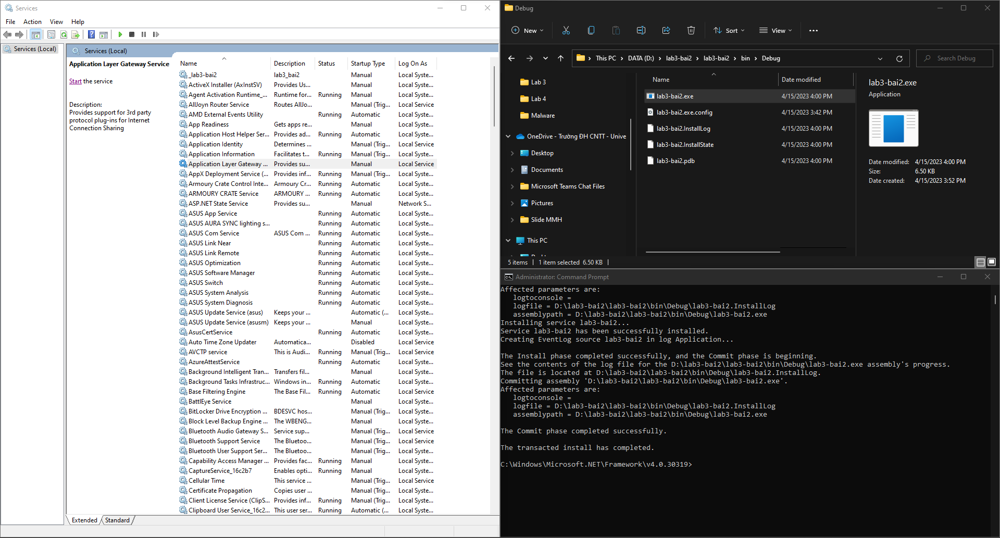 Services
File Action View Help
Services (Local)
Services (Local)
Application Layer Gateway Service
Start the service
Description:
Provides support for 3rd party
protocol plug-ins for Internet
Connection Sharing
Name Description Status Startup Type Log On As
_lab3-bai2 lab3_bai2 Manual Local Syste...
ActiveX Installer (AxInstSV) Provides Us... Manual Local Syste...
Agent Activation Runtime_... Runtime for... Running Manual Local Syste...
AllJoyn Router Service Routes AllJo... Manual (Trig... Local Service
AMD External Events Utility Running Automatic Local Syste...
App Readiness Gets apps re... Manual Local Syste...
Application Host Helper Ser... Provides ad... Running Automatic Local Syste...
Application Identity Determines ... Manual (Trig... Local Service
Application Information Facilitates t... Running Manual (Trig... Local Syste...
Application Layer Gateway ... Provides su... Manual Local Service
AppX Deployment Service (... Provides inf... Running Manual (Trig... Local Syste...
Armoury Crate Control Inte... Armoury Cr... Running Automatic Local Syste...
ARMOURY CRATE Service ARMOURY ... Running Automatic Local Syste...
ASP.NET State Service Provides su... Manual Network S...
ASUS App Service Running Automatic Local Syste...
ASUS AURA SYNC lighting s... Running Automatic Local Syste...
ASUS Com Service ASUS Com ... Running Automatic Local Syste...
ASUS Link Near Running Automatic Local Syste...
ASUS Link Remote Running Automatic Local Syste...
ASUS Optimization Running Automatic Local Syste...
ASUS Software Manager Running Automatic Local Syste...
ASUS Switch Running Automatic Local Syste...
ASUS System Analysis Running Automatic Local Syste...
ASUS System Diagnosis Running Automatic Local Syste...
ASUS Update Service (asus) Keeps your ... Automatic (... Local Syste...
ASUS Update Service (asusm) Keeps your ... Manual Local Syste...
AsusCertService Running Automatic Local Syste...
Auto Time Zone Updater Automatica... Disabled Local Service
AVCTP service This is Audi... Running Manual (Trig... Local Service
AzureAttestService Running Automatic Local Syste...
Background Intelligent Tran... Transfers fil... Manual Local Syste...
Background Tasks Infrastruc... Windows in... Running Automatic Local Syste...
Base Filtering Engine The Base Fil... Running Automatic Local Service
BattlEye Service Manual Local Syste...
BitLocker Drive Encryption ... BDESVC hos... Manual (Trig... Local Syste...
Block Level Backup Engine ... The WBENG... Manual Local Syste...
Bluetooth Audio Gateway S... Service sup... Manual (Trig... Local Service
Bluetooth Support Service The Bluetoo... Manual (Trig... Local Service
Bluetooth User Support Ser... The Bluetoo... Manual (Trig... Local Syste...
Capability Access Manager ... Provides fac... Running Manual Local Syste...
CaptureService_16c2b7 Enables opti... Running Manual Local Syste...
Cellular Time This service ... Manual (Trig... Local Service
Certificate Propagation Copies user ... Manual (Trig... Local Syste...
Client License Service (ClipS... Provides inf... Running Manual (Trig... Local Syste...
Clipboard User Service_16c2... This user ser... Running Automatic (... Local Syste...
Extended Standard
Debug
New Sort View
This PC DATA (D:) lab3-bai2 lab3-bai2 bin Debug Search Debug
Lab 3
Lab 4
Malware
OneDrive - Trường ĐH CNTT - Unive
Desktop
Documents
Microsoft Teams Chat Files
Pictures
Slide MMH
This PC
Name Date modified
lab3-bai2.exe 4/15/2023 4:00 PM
lab3-bai2.exe.config 4/15/2023 3:42 PM
lab3-bai2.InstallLog 4/15/2023 4:00 PM
lab3-bai2.InstallState 4/15/2023 4:00 PM
lab3-bai2.pdb 4/15/2023 4:00 PM
lab3-bai2.exe
Application
Date modified: 4/15/2023 4:00 PM
Size: 6.50 KB
Date created: 4/15/2023 3:52 PM
5 items 1 item selected 6.50 KB
Administrator: Command Prompt
Affected parameters are:
logtoconsole =
logfile = D:\lab3-bai2\lab3-bai2\bin\Debug\lab3-bai2.InstallLog
assemblypath = D:\lab3-bai2\lab3-bai2\bin\Debug\lab3-bai2.exe
Installing service lab3-bai2...
Service lab3-bai2 has been successfully installed.
Creating EventLog source lab3-bai2 in log Application...
The Install phase completed successfully, and the Commit phase is beginning.
See the contents of the log file for the D:\lab3-bai2\lab3-bai2\bin\Debug\lab3-bai2.exe assembly's progress.
The file is located at D:\lab3-bai2\lab3-bai2\bin\Debug\lab3-bai2.InstallLog.
Committing assembly 'D:\lab3-bai2\lab3-bai2\bin\Debug\lab3-bai2.exe'.
Affected parameters are:
logtoconsole =
logfile = D:\lab3-bai2\lab3-bai2\bin\Debug\lab3-bai2.InstallLog
assemblypath = D:\lab3-bai2\lab3-bai2\bin\Debug\lab3-bai2.exe
The Commit phase completed successfully.
The transacted install has completed.
C:\Windows\Microsoft.NET\Framework\v4.0.30319>